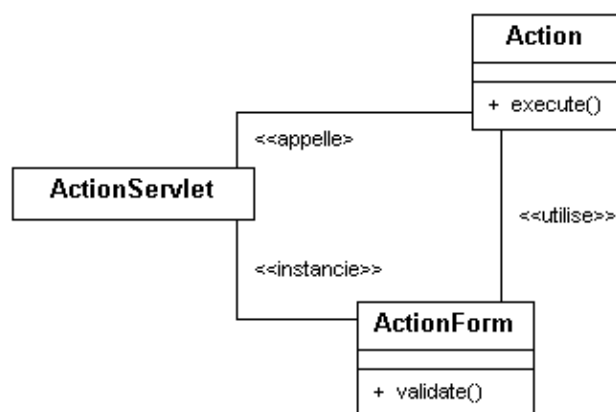 Action
+ execute()
<<appelle>
ActionServlet
<<utilise>>
<<instancie>>
ActionForm
+ validate()